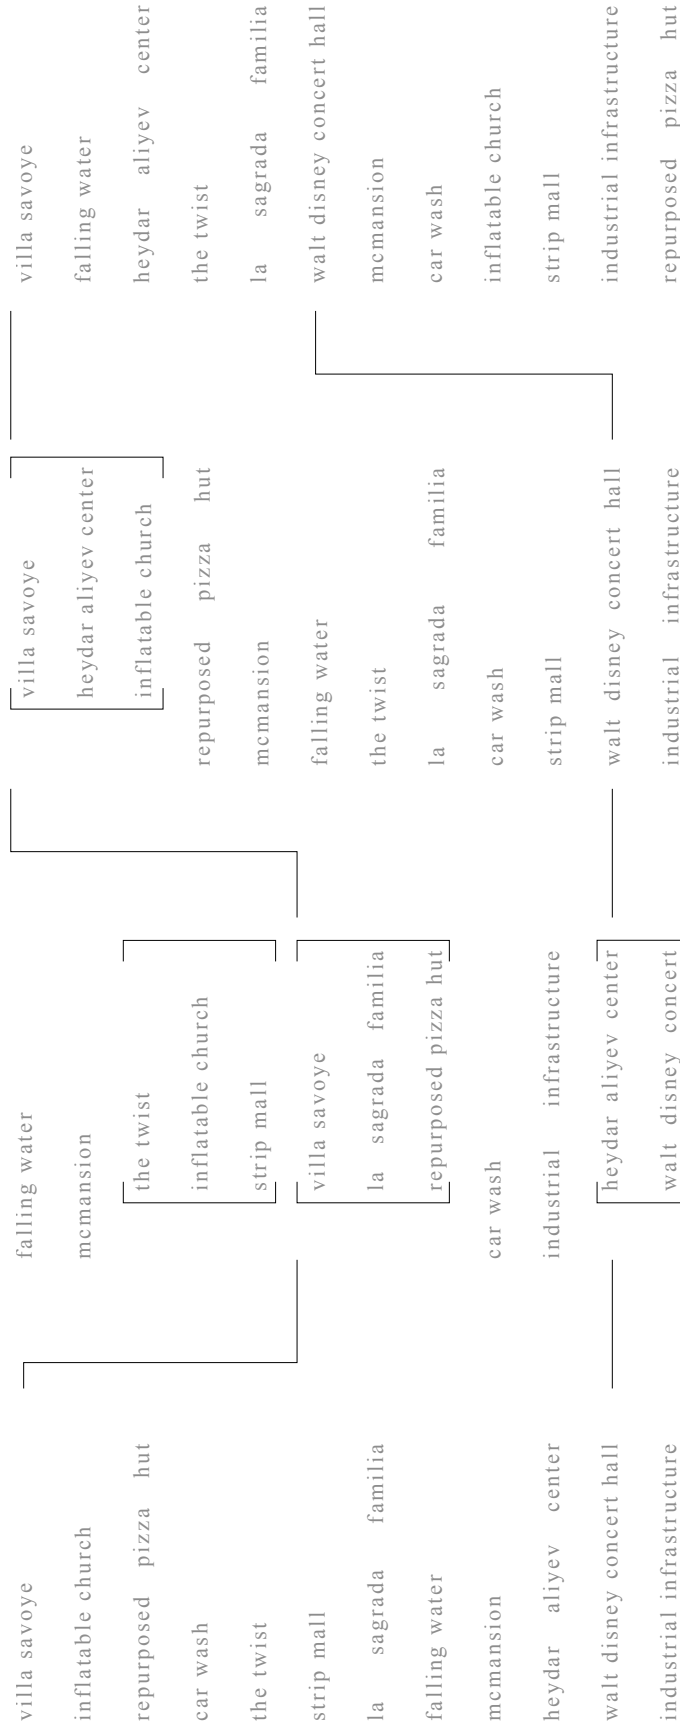 villa savoye
inflatable church
repurposed pizza hut
car wash
the twist
strip mall
la sagrada familia
falling water
mcmansion
heydar aliyev center
walt disney concert hall
industrial infrastructure
falling water
mcmansion
the twist
inflatable church
strip mall
villa savoye
la sagrada familia
repurposed pizza hut
car wash
industrial infrastructure
heydar aliyev center
walt disney concert
villa savoye
heydar aliyev center
inflatable church
repurposed pizza hut
mcmansion
falling water
the twist
la sagrada familia
car wash
strip mall
walt disney concert hall
industrial infrastructure
villa savoye
falling water
heydar aliyev center
the twist
la sagrada familia
walt disney concert hall
mcmansion
car wash
inflatable church
strip mall
industrial infrastructure
repurposed pizza hut